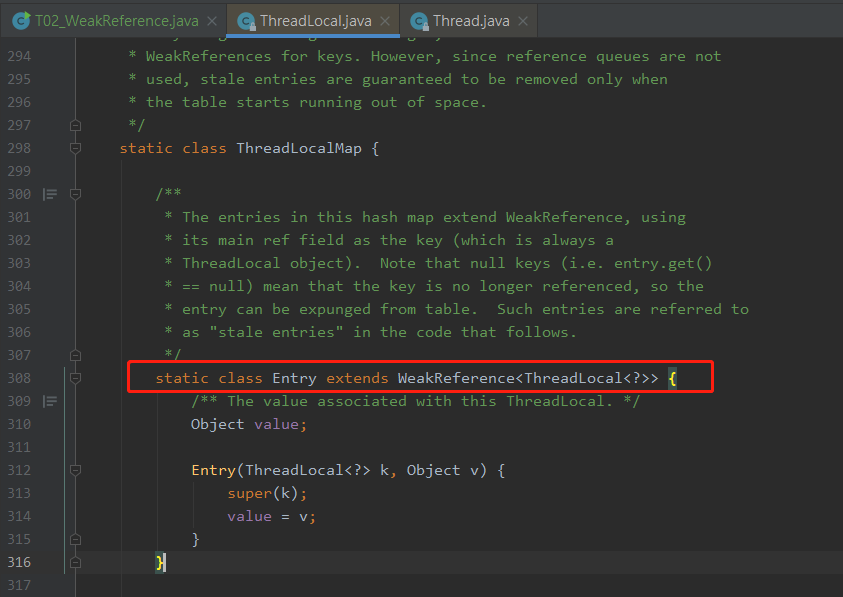 T02_WeakReference.java ThreadLocal.java Thread.java
294 * WeakReferences for keys. However, since reference queues are not
295 * used, stale entries are guaranteed to be removed only when
296 * the table starts running out of space.
297 */
298 static class ThreadLocalMap {
299
300 /**
301 * The entries in this hash map extend WeakReference, using
302 * its main ref field as the key (which is always a
303 * ThreadLocal object).  Note that null keys (i.e. entry.get()
304 * == null) mean that the key is no longer referenced, so the
305 * entry can be expunged from table.  Such entries are referred to
306 * as "stale entries" in the code that follows.
307 */
308 static class Entry extends WeakReference<ThreadLocal<?>> {
309 /** The value associated with this ThreadLocal. */
310 Object value;
311
312 Entry(ThreadLocal<?> k, Object v) {
313 super(k);
314 value = v;
315 }
316 }
317